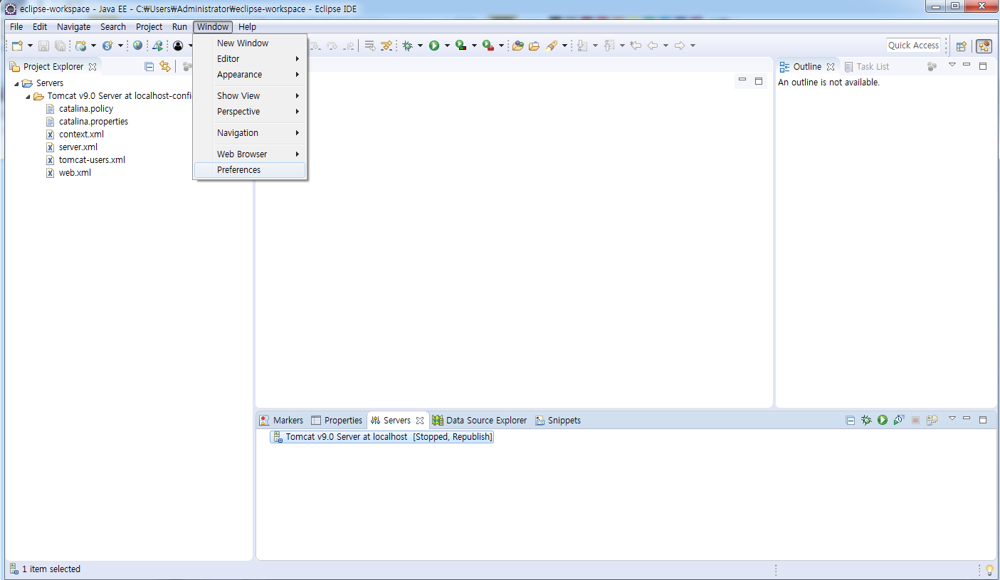 eclipse-workspace - Java EE - C:₩Users₩Administrator₩eclipse-workspace - Eclipse IDE
File Edit Navigate Search Project Run Window Help
Quick Access
New Window
Editor
Appearance
Show View
Perspective
Navigation
Web Browser
Preferences
Project Explorer
Servers
Tomcat v9.0 Server at localhost-confi
catalina.policy
catalina.properties
context.xml
server.xml
tomcat-users.xml
web.xml
Outline Task List
An outline is not available.
Markers Properties Servers Data Source Explorer Snippets
Tomcat v9.0 Server at localhost [Stopped, Republish]
1 item selected